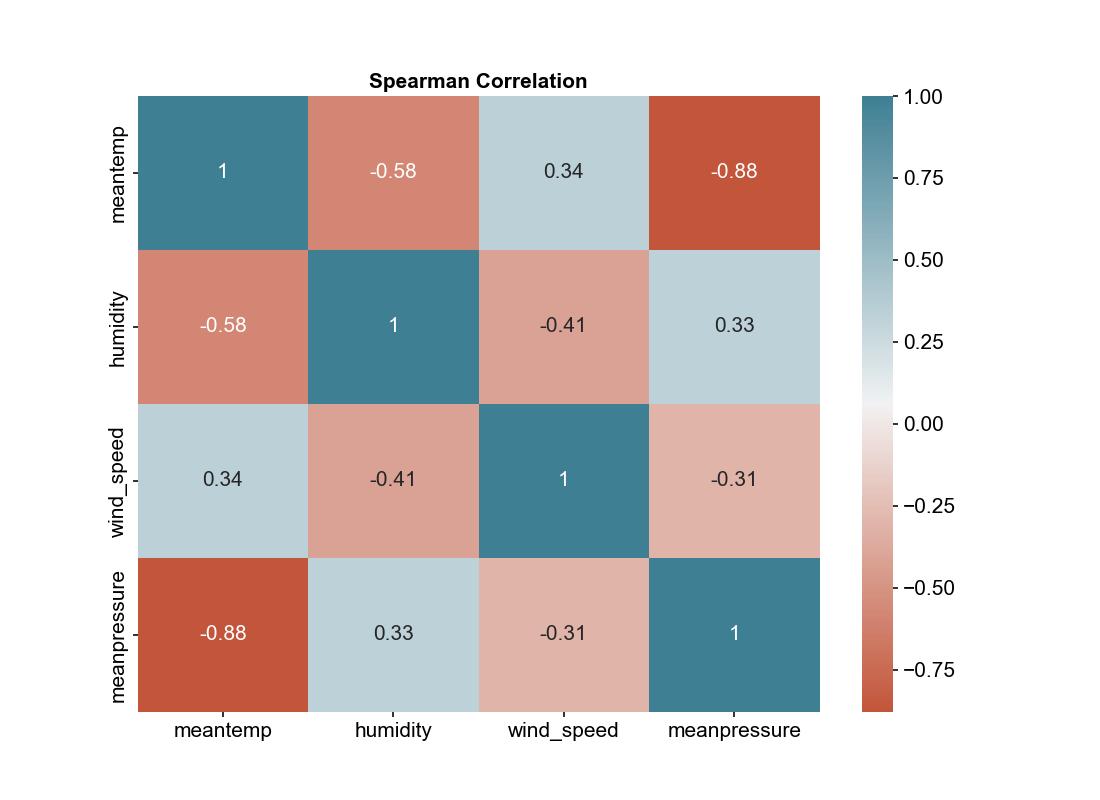 Spearman Correlation
meantemp
1
-0.58
0.34
-0.88
humidity
-0.58
1
-0.41
0.33
wind_speed
0.34
-0.41
1
-0.31
meanpressure
-0.88
0.33
-0.31
1
meantemp
humidity
wind_speed
meanpressure
1.00
0.75
0.50
0.25
0.00
−0.25
−0.50
−0.75